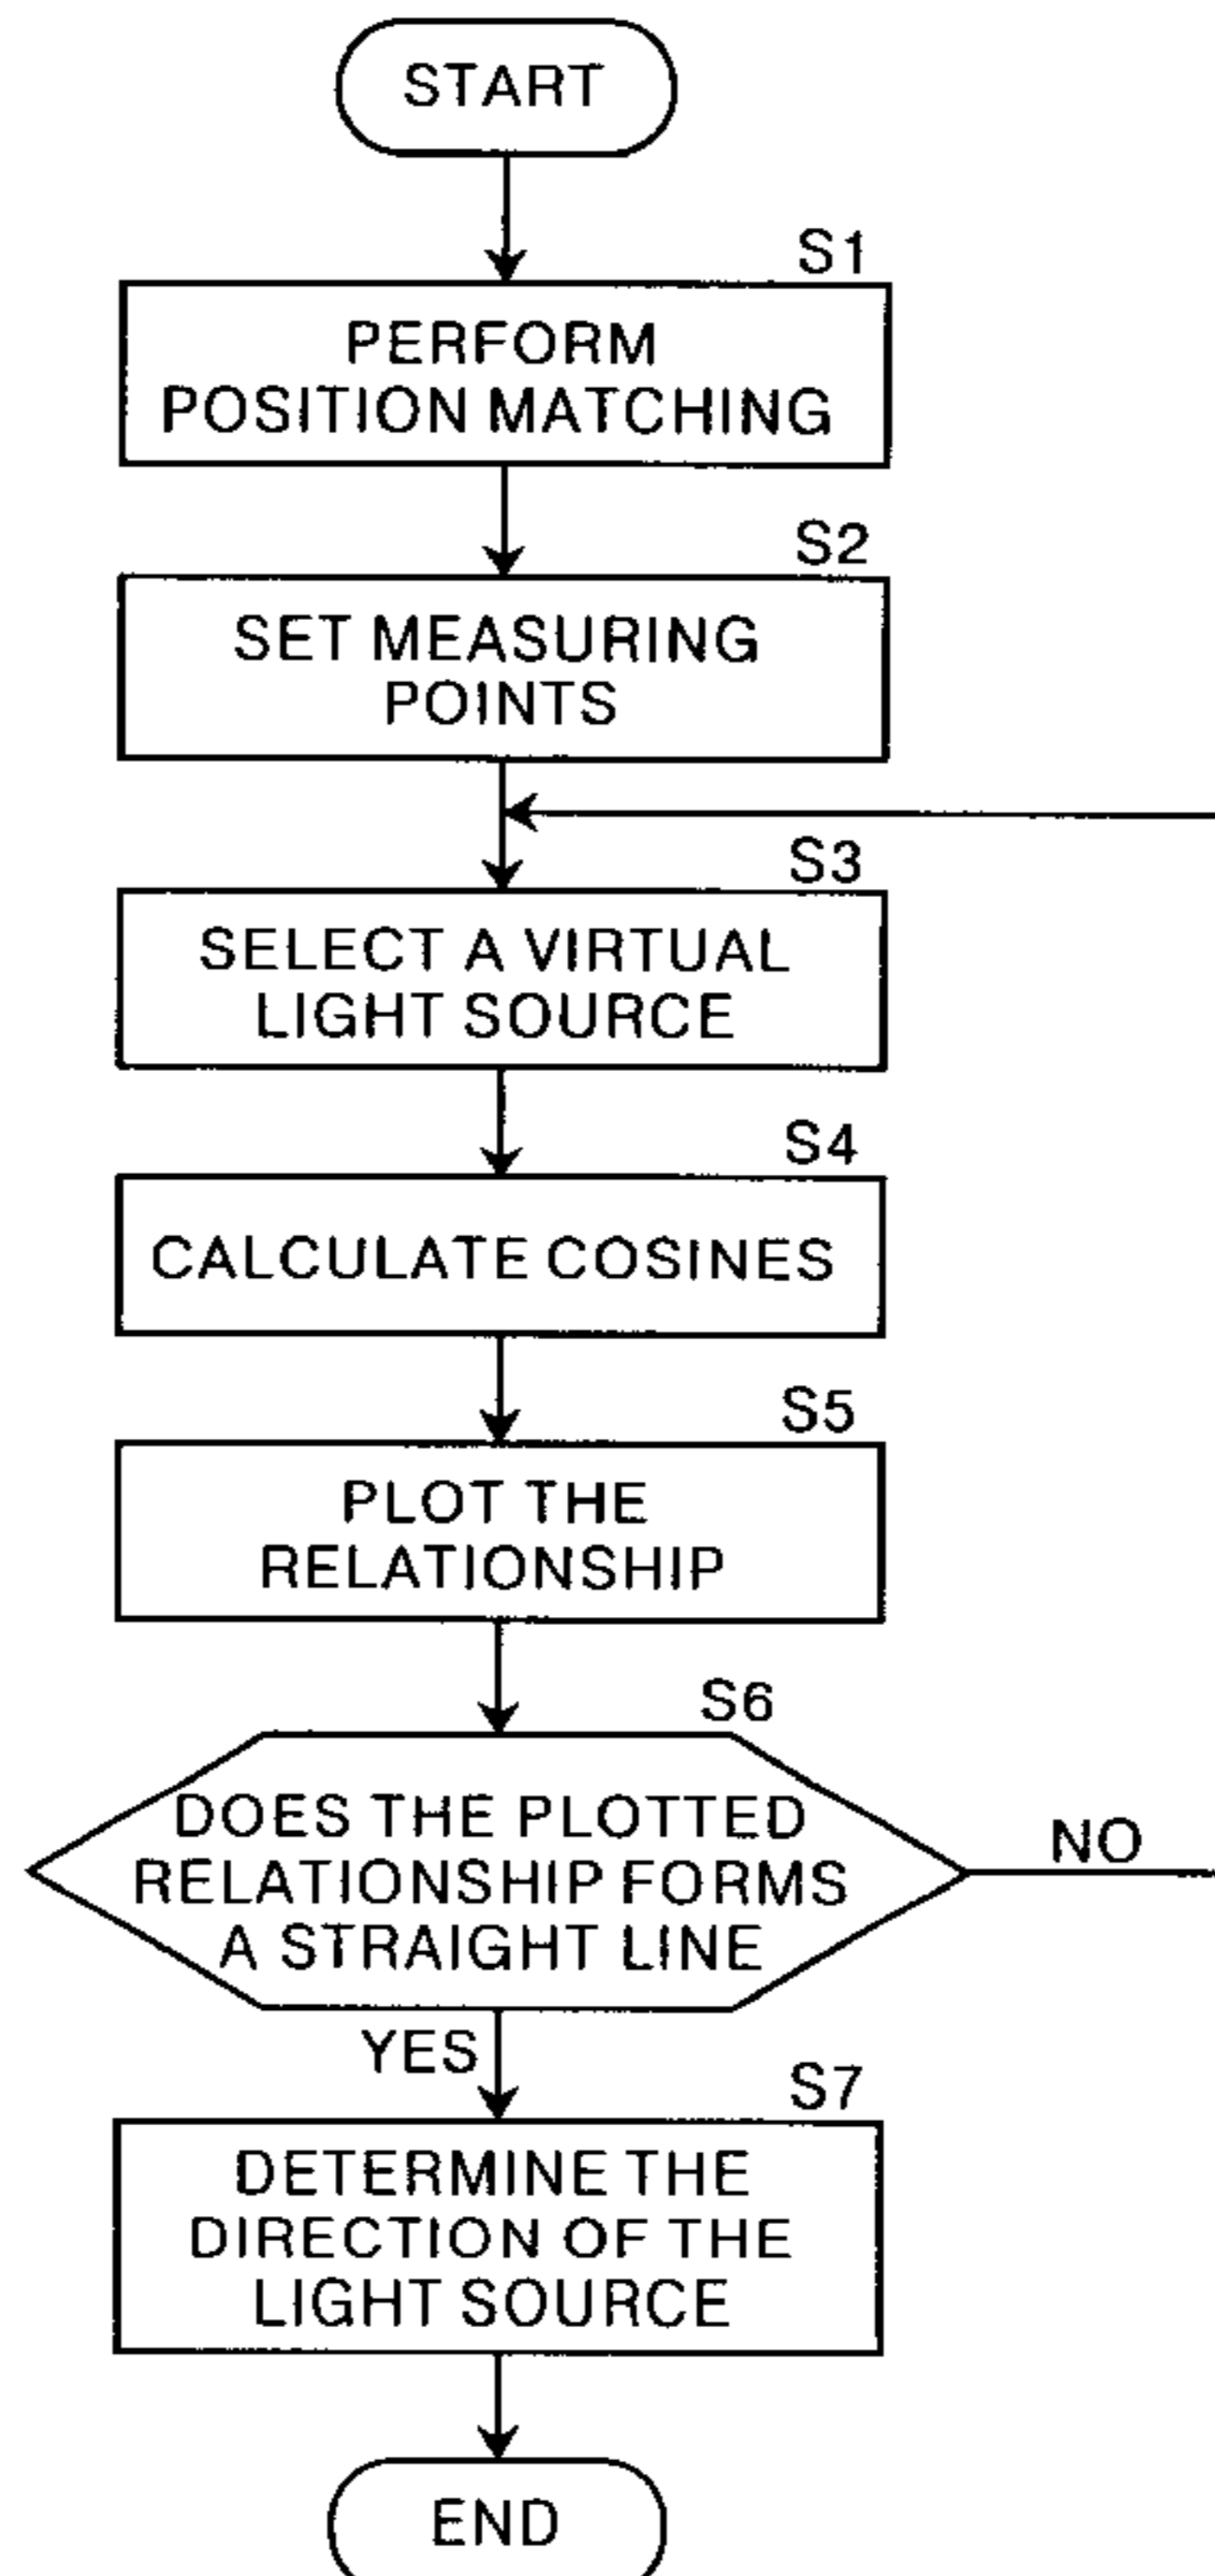 START
S1
PERFORM
POSITION MATCHING
S2
SET MEASURING
POINTS
S3
SELECT A VIRTUAL
LIGHT SOURCE
S4
CALCULATE COSINES
S5
PLOT THE
RELATIONSHIP
S6
DOES THE PLOTTED
RELATIONSHIP FORMS
A STRAIGHT LINE
NO
YES
S7
DETERMINE THE
DIRECTION OF THE
LIGHT SOURCE
END